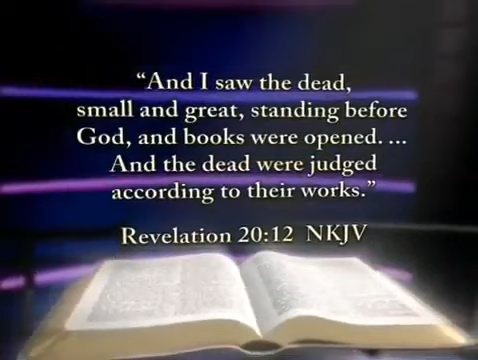 “And I saw the dead,
small and great, standing before
God, and books were opened. ...
And the dead were judged
according to their works.”
Revelation 20:12 NKJV